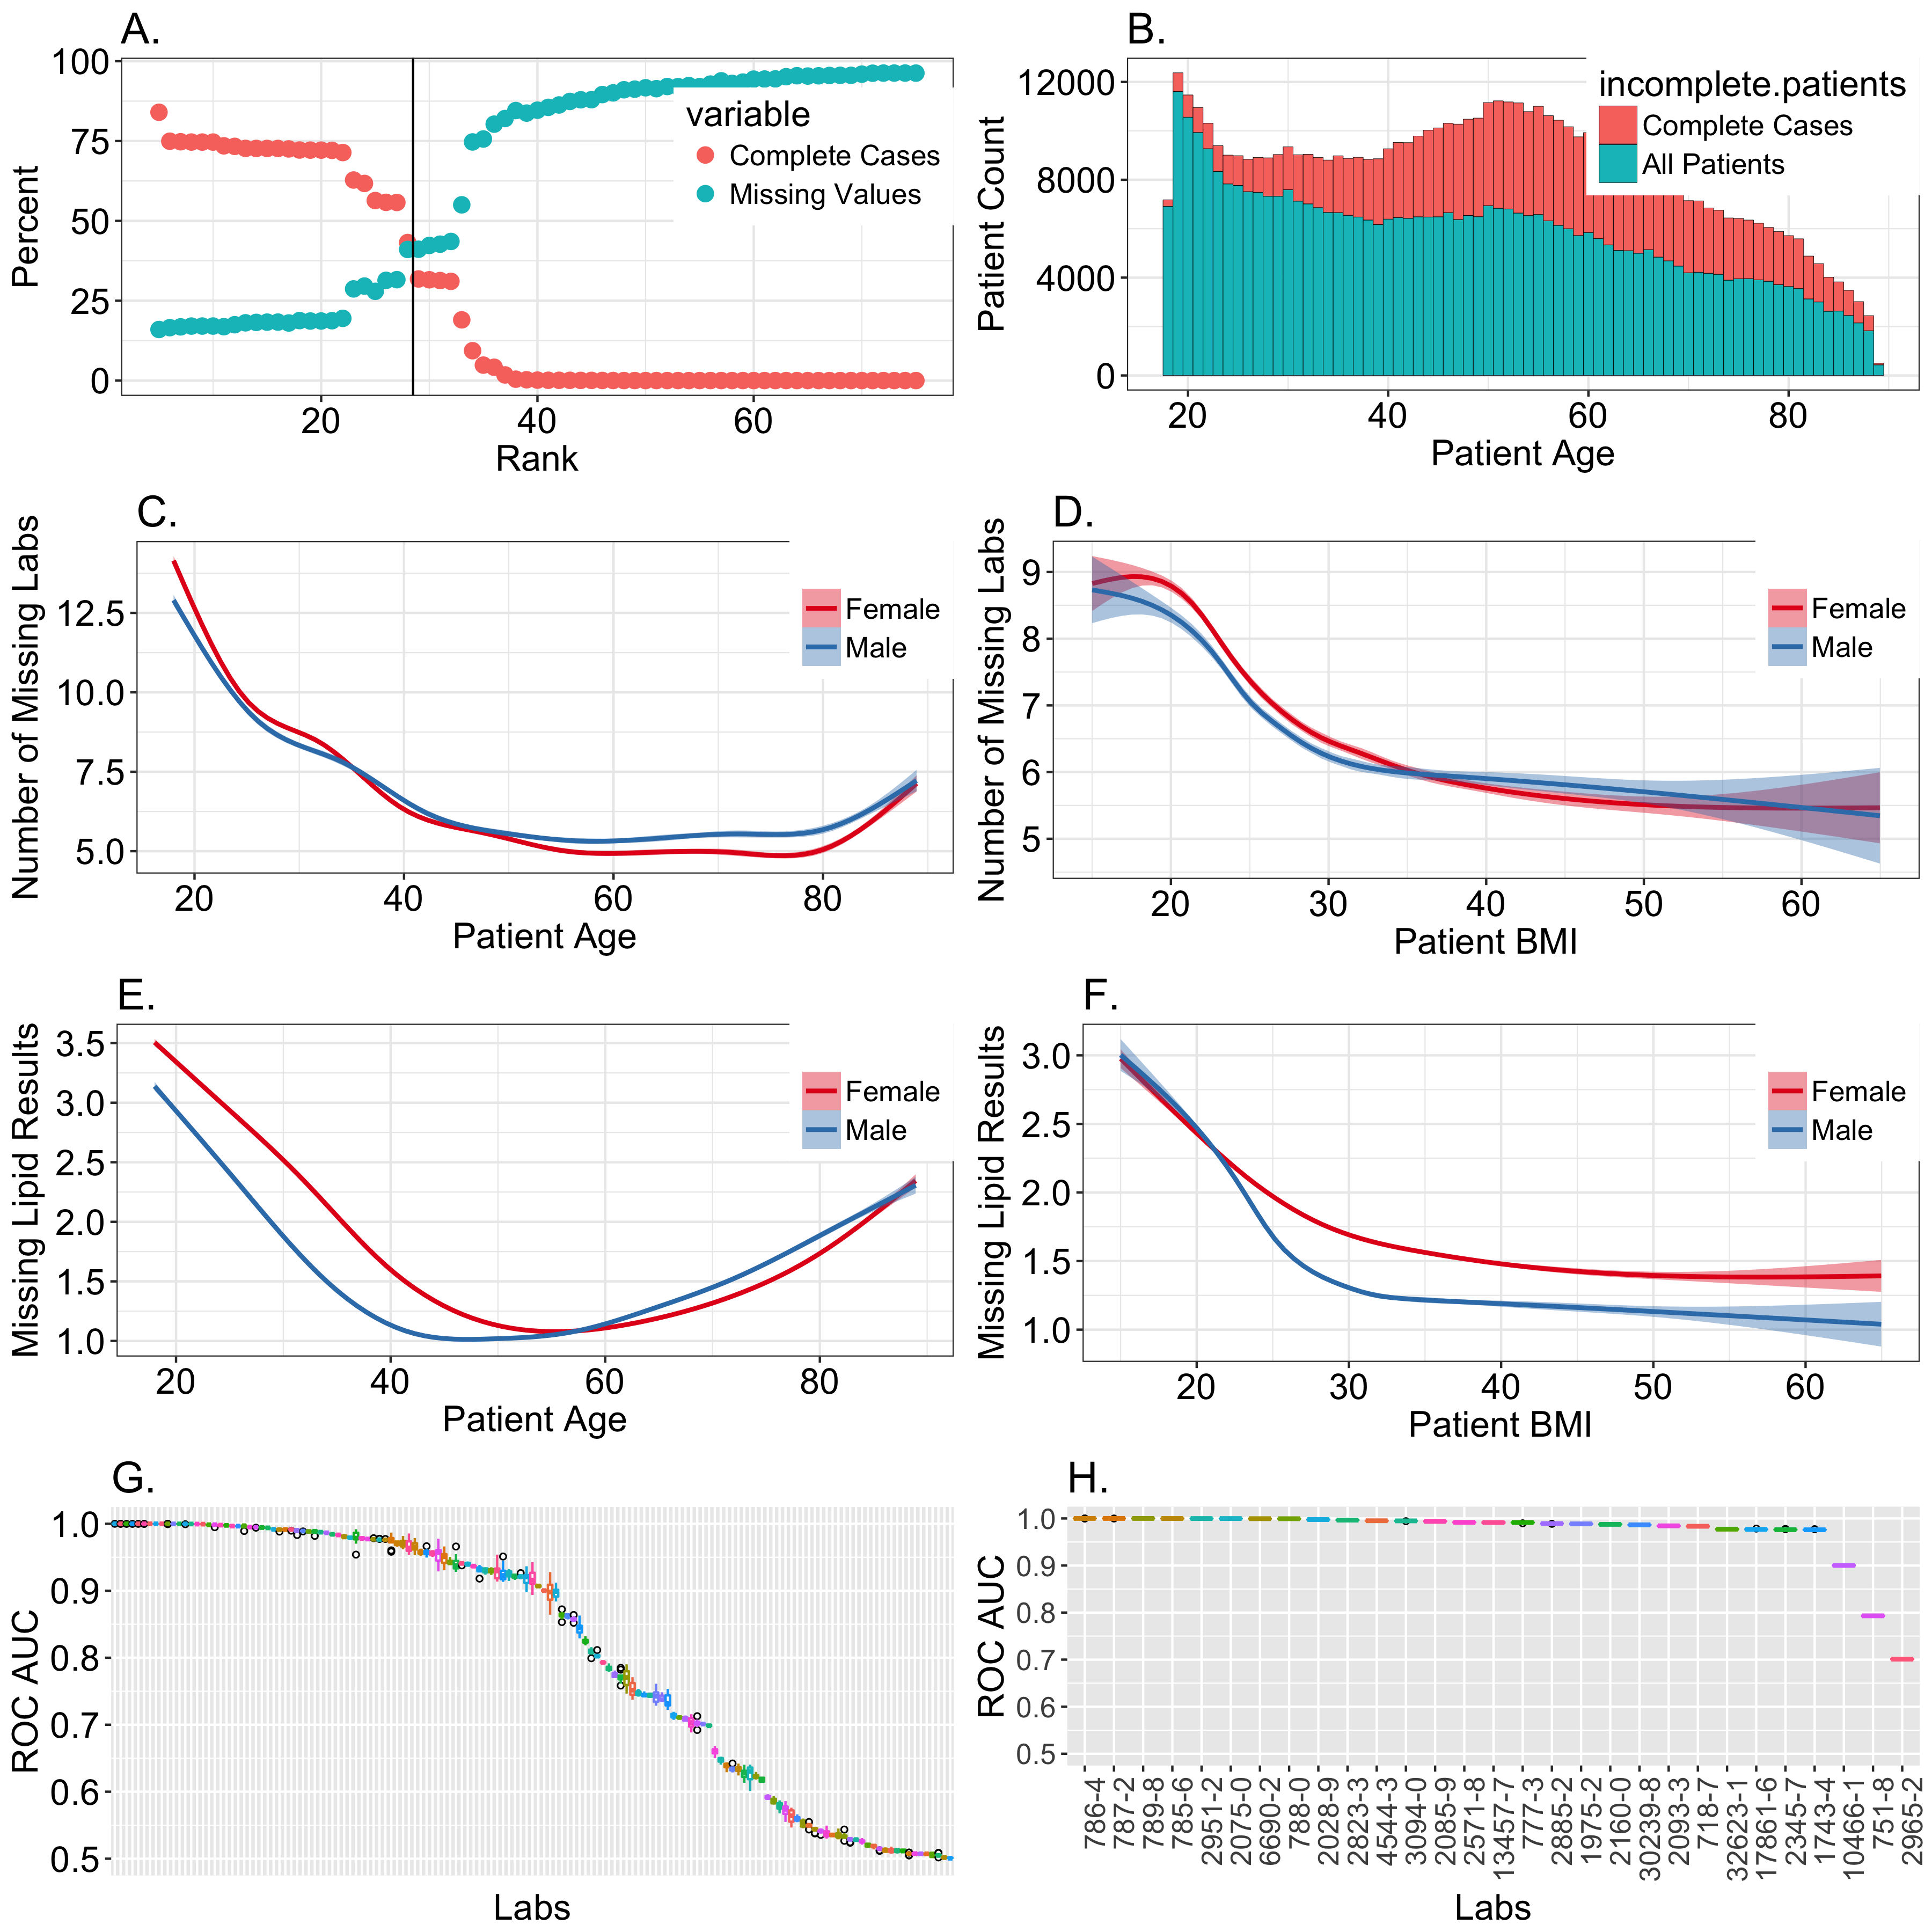 A.
100
75
50
25
0
Percent
20 40 60
Rank
variable
Complete Cases
Missing Values
B.
12000
8000
4000
0
Patient Count
20 40 60 80
Patient Age
incomplete.patients
Complete Cases
All Patients
C.
12.5
10.0
7.5
5.0
Number of Missing Labs
20 40 60 80
Patient Age
Female
Male
D.
9
8
7
6
5
Number of Missing Labs
20 30 40 50 60
Patient BMI
Female
Male
E.
3.5
3.0
2.5
2.0
1.5
1.0
Missing Lipid Results
20 40 60 80
Patient Age
Female
Male
F.
3.0
2.5
2.0
1.5
1.0
Missing Lipid Results
20 30 40 50 60
Patient BMI
Female
Male
G.
1.0
0.9
0.8
0.7
0.6
0.5
ROC AUC
Labs
H.
1.0
0.9
0.8
0.7
0.6
0.5
ROC AUC
786-4
787-2
789-8
785-6
2951-2
2075-0
6690-2
788-0
2028-9
2823-3
4544-3
3094-0
2085-9
2571-8
13457-7
777-3
2885-2
1975-2
2160-0
30239-8
2093-3
718-7
32623-1
17861-6
2345-7
1743-4
10466-1
751-8
2965-2
Labs